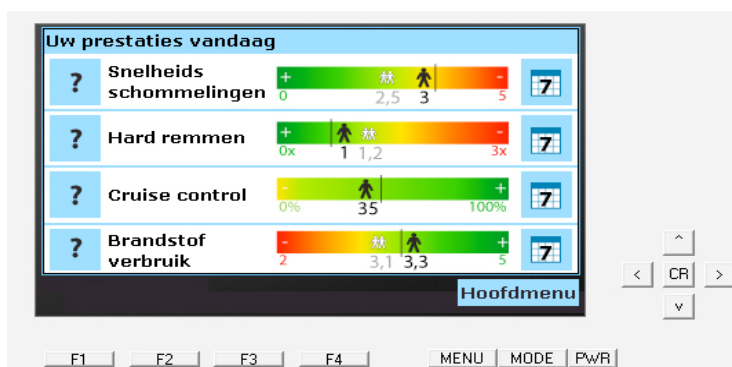 Uw prestaties vandaag
? Snelheids schommelingen + - 7
0 2,5 3 5
? Hard remmen + - 7
0x 1 1,2 3x
? Cruise control - + 7
0% 35 100%
? Brandstof verbruik - + 7
2 3,1 3,3 5
Hoofdmenu
^
< CR >
v
F1 F2 F3 F4 MENU MODE PWR